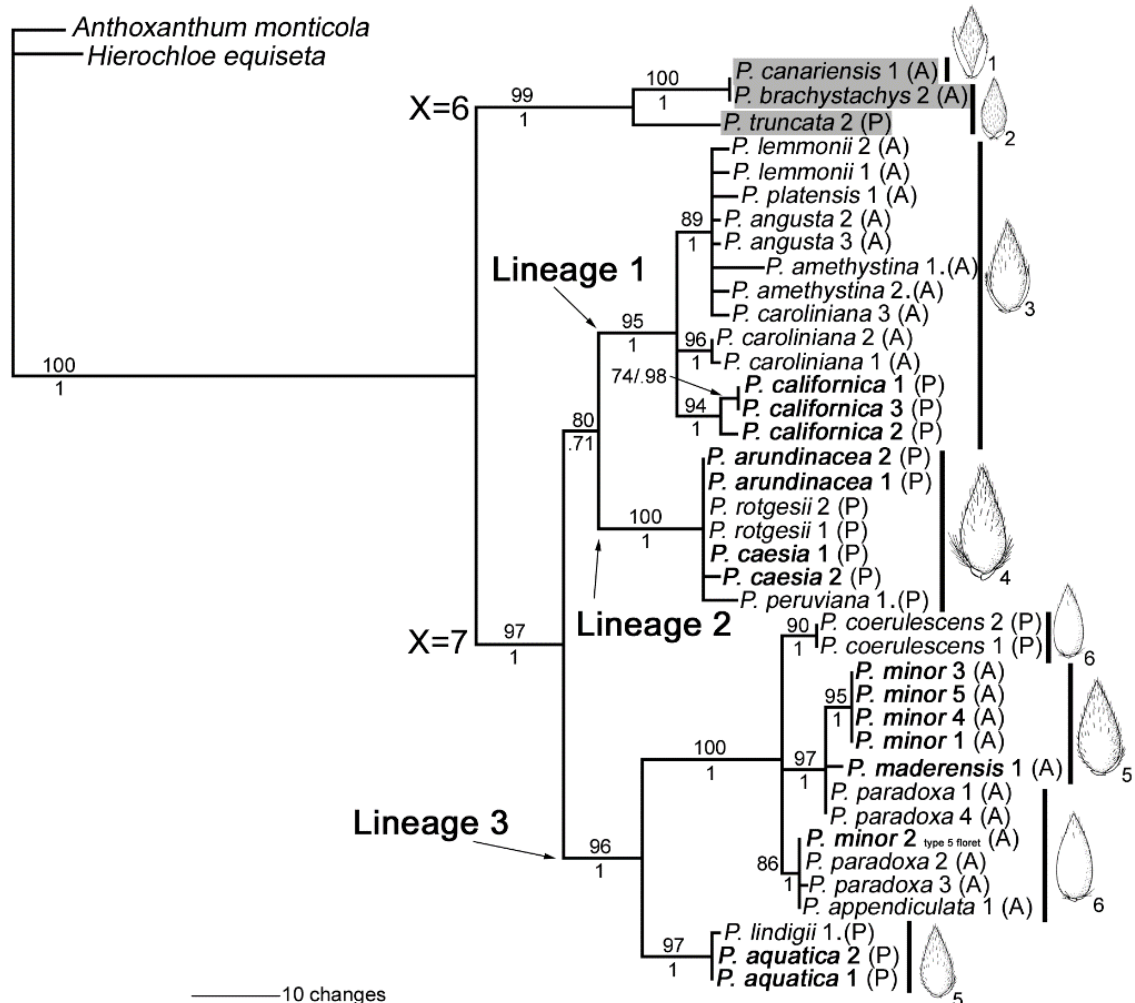 Anthoxanthum monticola
Hierochloe equiseta
X=6
99
1
100
1
P. canariensis 1 (A)
P. brachystachys 2 (A)
P. truncata 2 (P)
1
2
P. lemmonii 2 (A)
P. lemmonii 1 (A)
P. platensis 1 (A)
89
1
P. angusta 2 (A)
P. angusta 3 (A)
P. amethystina 1.(A)
P. amethystina 2.(A)
P. caroliniana 3 (A)
3
Lineage 1
95
1
96
1
P. caroliniana 2 (A)
P. caroliniana 1 (A)
74/.98
P. californica 1 (P)
P. californica 3 (P)
94
1
P. californica 2 (P)
100
1
80
.71
P. arundinacea 2 (P)
P. arundinacea 1 (P)
P. rotgesii 2 (P)
100
1
P. rotgesii 1 (P)
P. caesia 1 (P)
P. caesia 2 (P)
P. peruviana 1.(P)
4
Lineage 2
X=7
97
1
90
1
P. coerulescens 2 (P)
P. coerulescens 1 (P)
6
P. minor 3 (A)
95
1
P. minor 5 (A)
P. minor 4 (A)
P. minor 1 (A)
100
1
97
1
P. maderensis 1 (A)
5
P. paradoxa 1 (A)
P. paradoxa 4 (A)
Lineage 3
96
1
P. minor 2 type 5 floret (A)
86
1
P. paradoxa 2 (A)
P. paradoxa 3 (A)
P. appendiculata 1 (A)
6
97
1
P. lindigii 1.(P)
P. aquatica 2 (P)
P. aquatica 1 (P)
5
10 changes